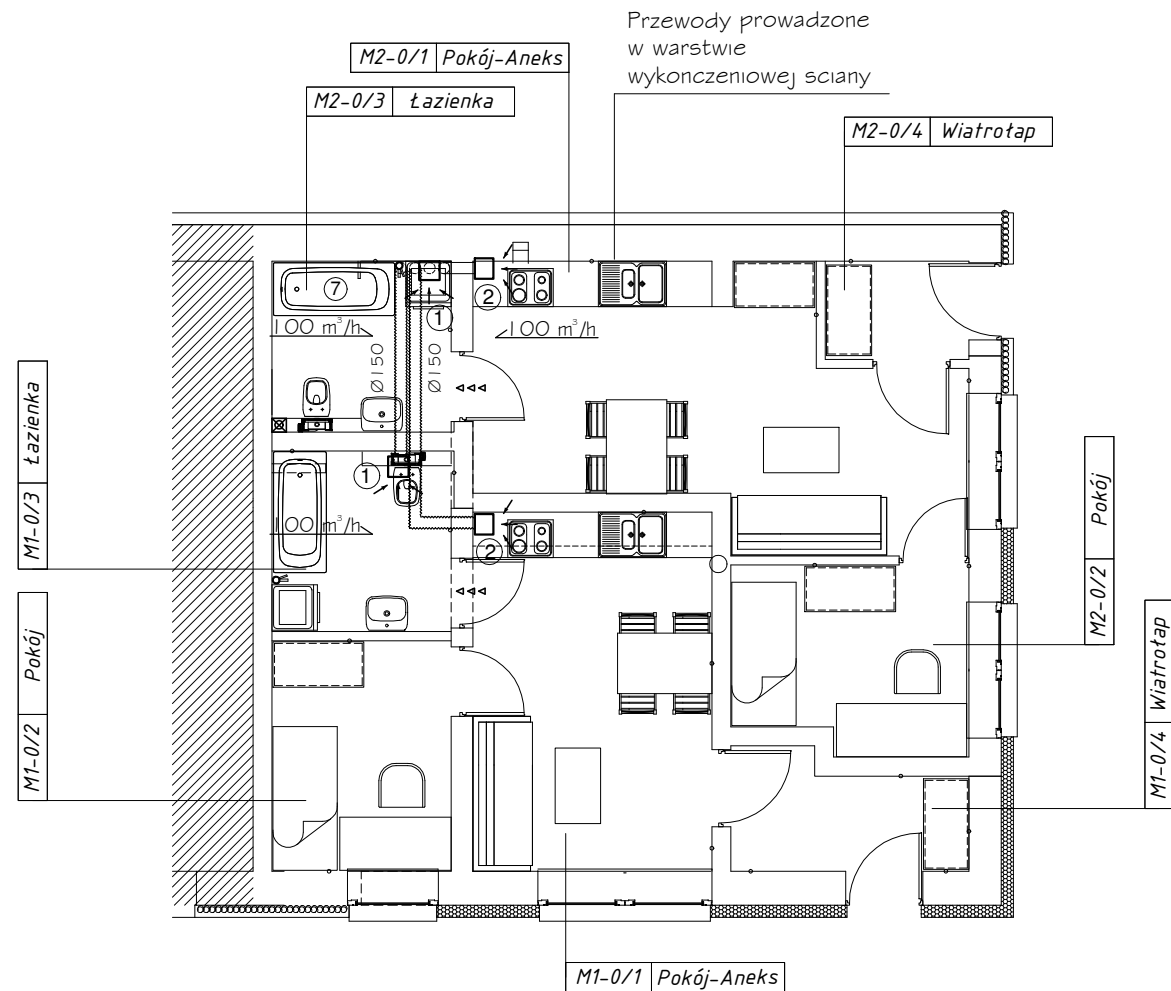 Przewody prowadzone
w warstwie
wykonczeniowej sciany
M2-0/1 Pokój-Aneks
M2-0/3 Łazienka
M2-0/4 Wiatrołap
7
1
2
100 m³/h
100 m³/h
Ø150
Ø150
M1-0/3 Łazienka
1
100 m³/h
2
M2-0/2 Pokój
M1-0/2 Pokój
M1-0/4 Wiatrołap
M1-0/1 Pokój-Aneks